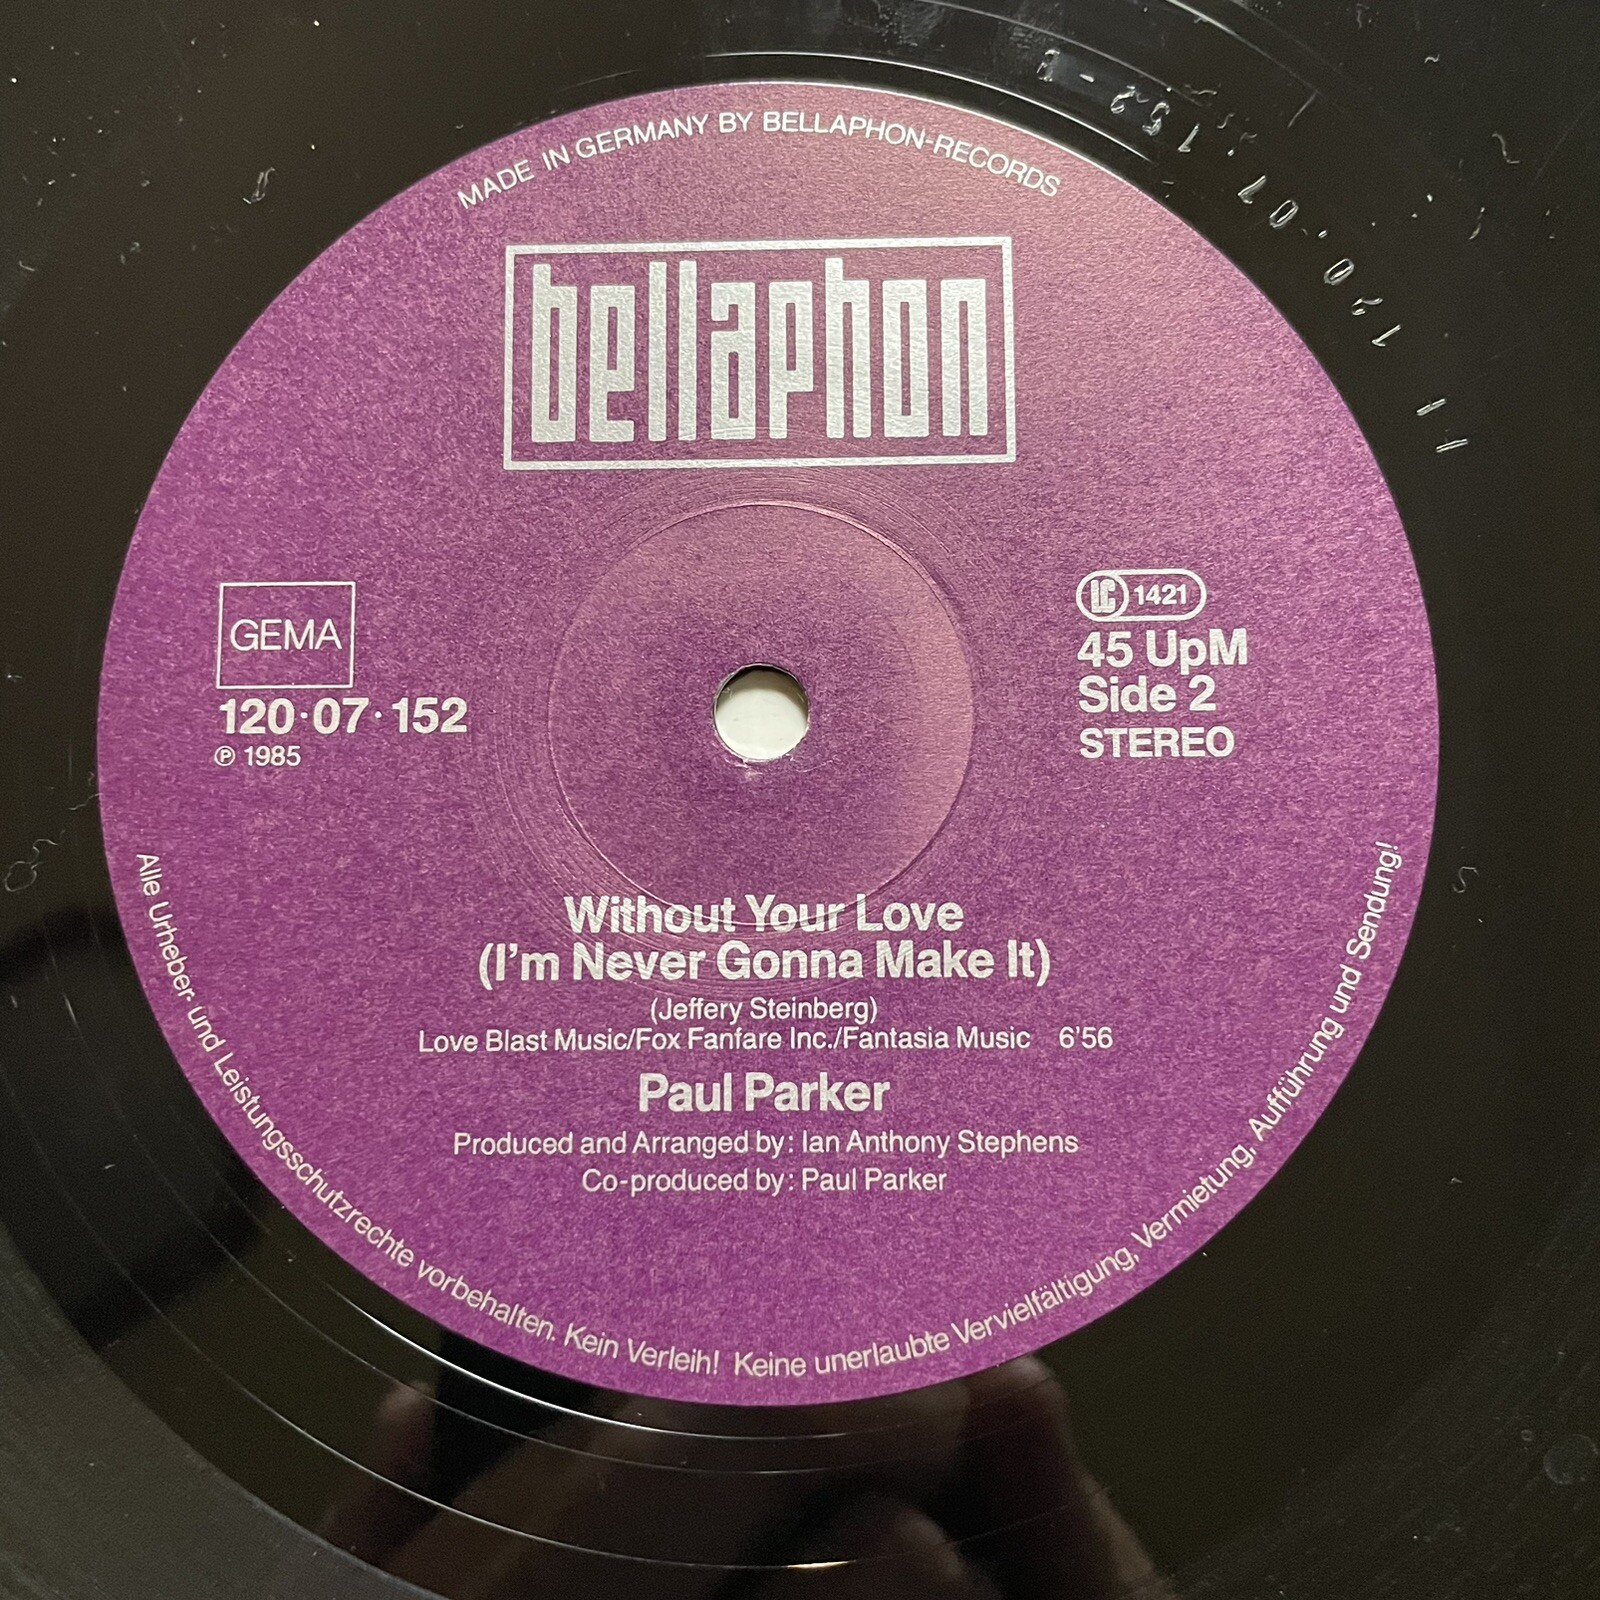 MADE IN GERMANY BY BELLAPHON-RECORDS
bellaphon
GEMA
120·07·152
℗ 1985
LC 1421
45 UpM
Side 2
STEREO
Without Your Love
(I'm Never Gonna Make It)
(Jeffery Steinberg)
Love Blast Music/Fox Fanfare Inc./Fantasia Music 6'56
Paul Parker
Produced and Arranged by: Ian Anthony Stephens
Co-produced by: Paul Parker
Alle Urheber- und Leistungsschutzrechte vorbehalten. Kein Verleih! Keine unerlaubte Vervielfältigung, Vermietung, Aufführung und Sendung!
120.07.152-B